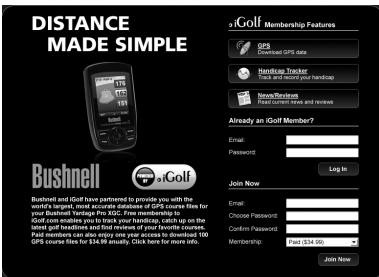 DISTANCE
MADE SIMPLE
176
152
151
Bushnell
Bushnell
POWERED BY iGolf
Bushnell and iGolf have partnered to provide you with the
world's largest, most accurate database of GPS course files for
your Bushnell Yardage Pro XGC. Free membership to
iGolf.com enables you to track your handicap, catch up on the
latest golf headlines and find reviews of your favorite courses.
Paid members can also enjoy one year access to download 100
GPS course files for $34.99 anually. Click here for more info.
iGolf Membership Features
GPS
Download GPS data
Handicap Tracker
Track and record your handicap
News/Reviews
Read current news and reviews
Already an iGolf Member?
Email:
Password:
Log In
Join Now
Email:
Choose Password:
Confirm Password:
Membership: Paid ($34.99)
Join Now